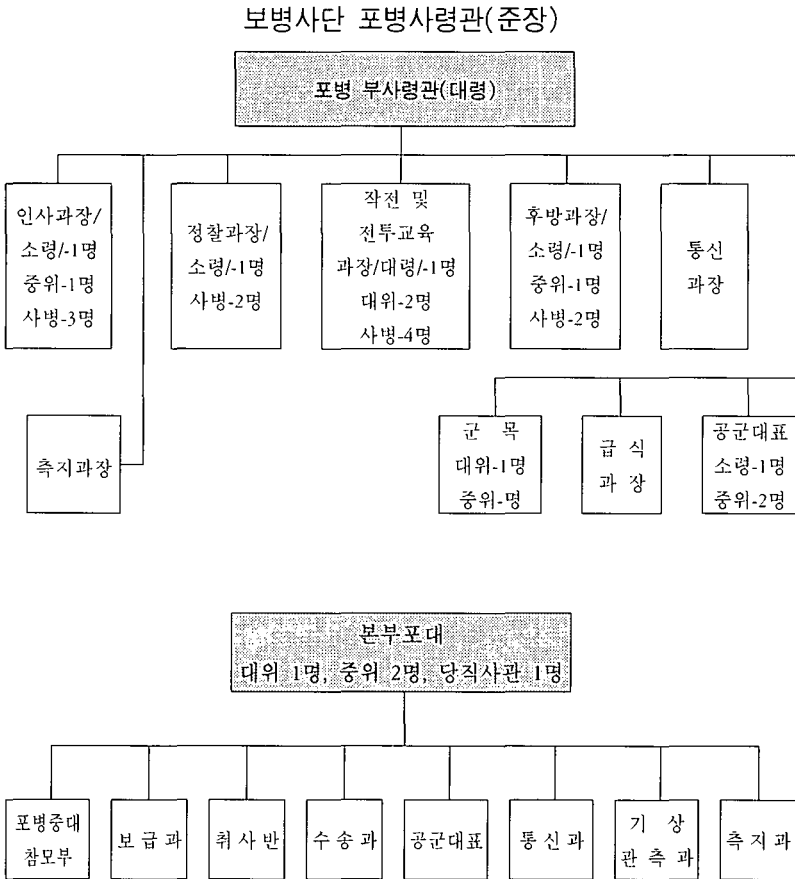 보병사단 포병사령관(준장)
포병 부사령관(대령)
인사과장/
소령/-1명
중위-1명
사병-3명
정찰과장/
소령/-1명
사병-2명
작전 및
전투교육
과장/대령/-1명
대위-2명
사병-4명
후방과장/
소령/-1명
중위-1명
사병-2명
통신
과장
측지과장
군 목
대위-1명
중위-명
급 식
과 장
공군대표
소령-1명
중위-2명
본부포대
대위 1명, 중위 2명, 당직사관 1명
포병중대
참모부
보 급 과
취 사 반
수 송 과
공군대표
통 신 과
기 상
관 측 과
측 지 과